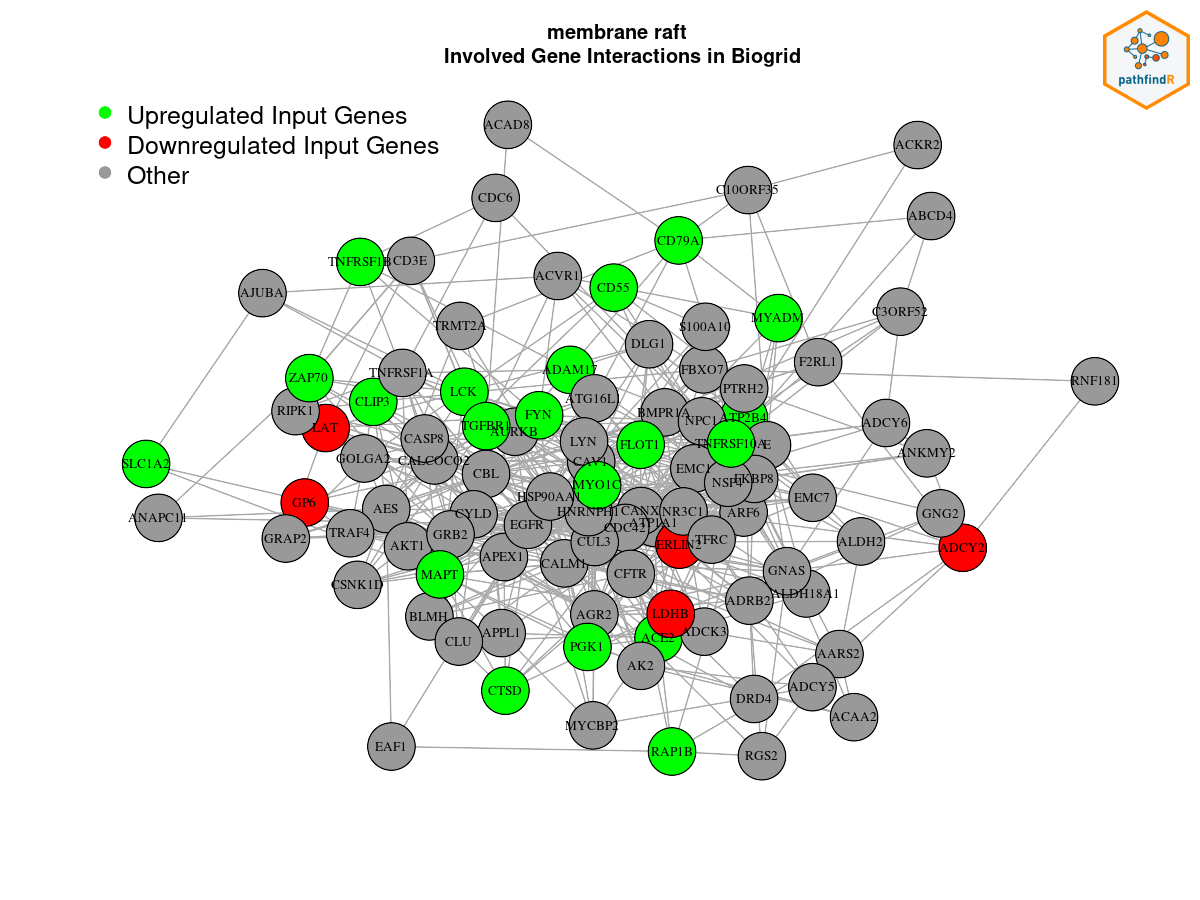 membrane raft
Involved Gene Interactions in Biogrid
pathfindR
Upregulated Input Genes
Downregulated Input Genes
Other
ACAD8
ACKR2
C10ORF35
CDC6
ABCD4
CD79A
TNFRSF1B
CD3E
ACVR1
CD55
AJUBA
C3ORF52
MYADM
TRMT2A
S100A10
DLG1
F2RL1
TNFRSF1A
ADAM17
FBXO7
ZAP70
RNF181
PTRH2
LCK
CLIP3
ATG16L1
RIPK1
BMPR1A
FYN
ATP2B4
NPC1
ADCY6
LAT
TGFBR1
AURKB
CASP8
LYN
FLOT1
TNFRSF10A
E
ANKMY2
GOLGA2
CALCOCO2
CAV1
SLC1A2
EMC1
CBL
FKBP8
NSF1
MYO1C
HSP90AA1
EMC7
GP6
AES
ANAPC11
CYLD
HNRNPH1
CANX
NR3C1
ARF6
GNG2
EGFR
CDC42
ATP1A1
TRAF4
GRB2
GRAP2
AKT1
CUL3
ERLIN2
TFRC
ALDH2
ADCY2
APEX1
CALM1
MAPT
CFTR
GNAS
CSNK1D
ADRB2
ALDH18A1
BLMH
AGR2
LDHB
CLU
APPL1
ACE2
ADCK3
PGK1
AARS2
AK2
CTSD
ADCY5
DRD4
ACAA2
MYCBP2
EAF1
RAP1B
RGS2